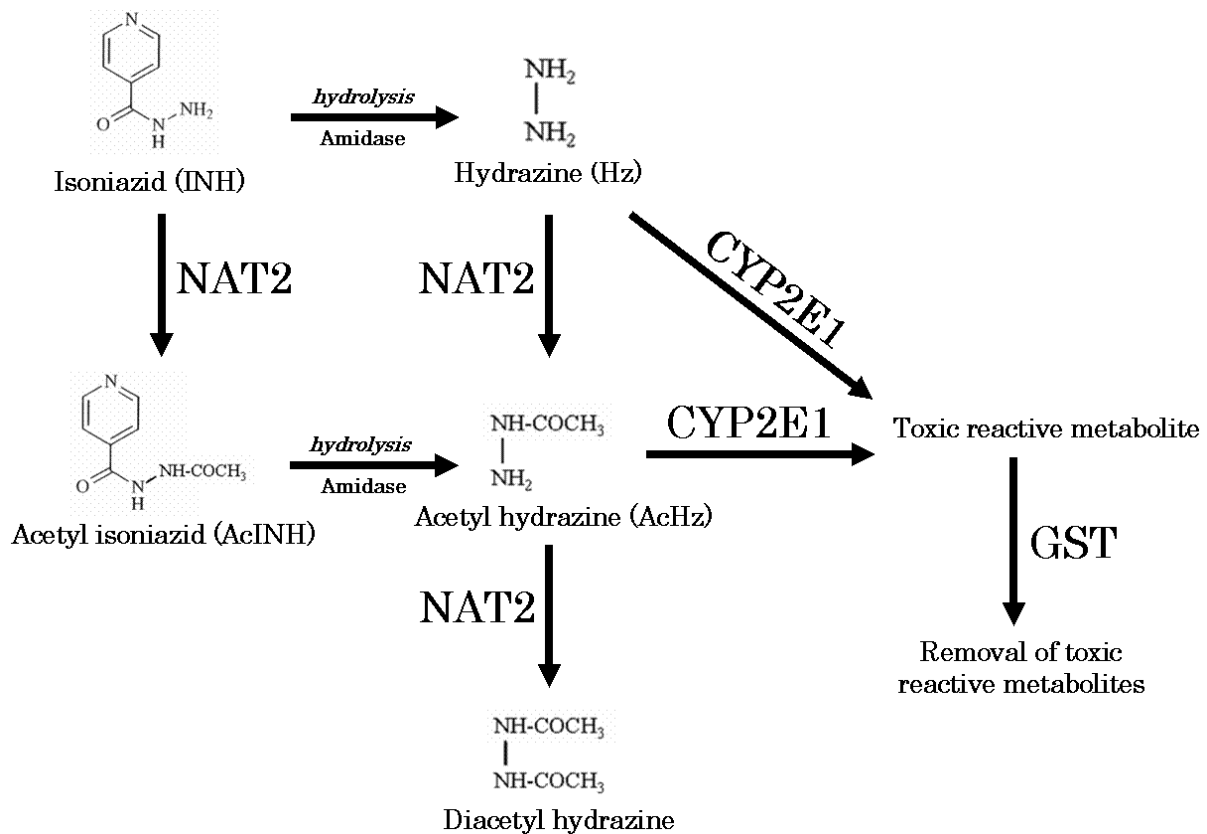 N
O
N
H
NH₂
Isoniazid (INH)
hydrolysis
Amidase
NH₂
NH₂
Hydrazine (Hz)
NAT2
NAT2
CYP2E1
N
O
N
H
NH-COCH₃
Acetyl isoniazid (AcINH)
hydrolysis
Amidase
NH-COCH₃
NH₂
Acetyl hydrazine (AcHz)
CYP2E1
Toxic reactive metabolite
NAT2
GST
Removal of toxic
reactive metabolites
NH-COCH₃
NH-COCH₃
Diacetyl hydrazine